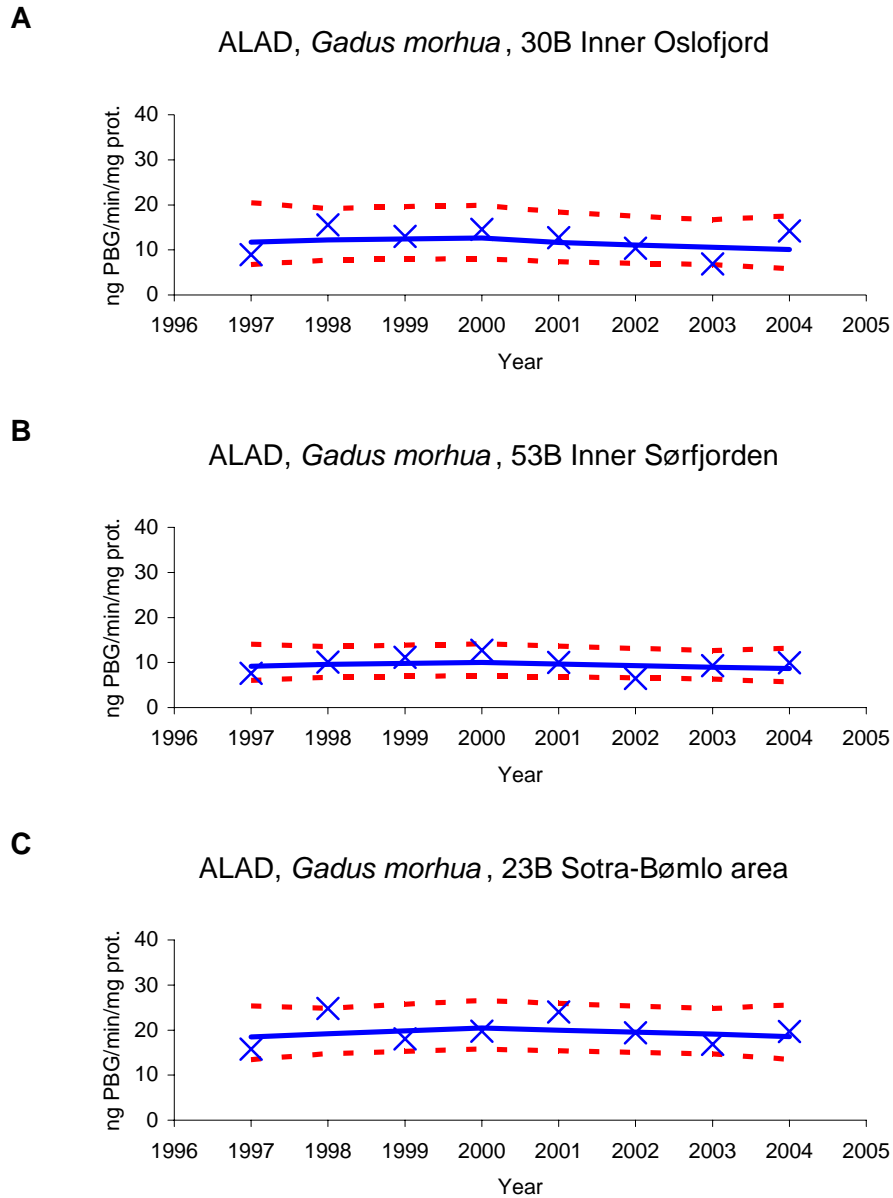 A
ALAD, Gadus morhua , 30B Inner Oslofjord
ng PBG/min/mg prot.
40
30
20
10
0
1996 1997 1998 1999 2000 2001 2002 2003 2004 2005
Year
B
ALAD, Gadus morhua , 53B Inner Sørfjorden
ng PBG/min/mg prot.
40
30
20
10
0
1996 1997 1998 1999 2000 2001 2002 2003 2004 2005
Year
C
ALAD, Gadus morhua , 23B Sotra-Bømlo area
ng PBG/min/mg prot.
40
30
20
10
0
1996 1997 1998 1999 2000 2001 2002 2003 2004 2005
Year